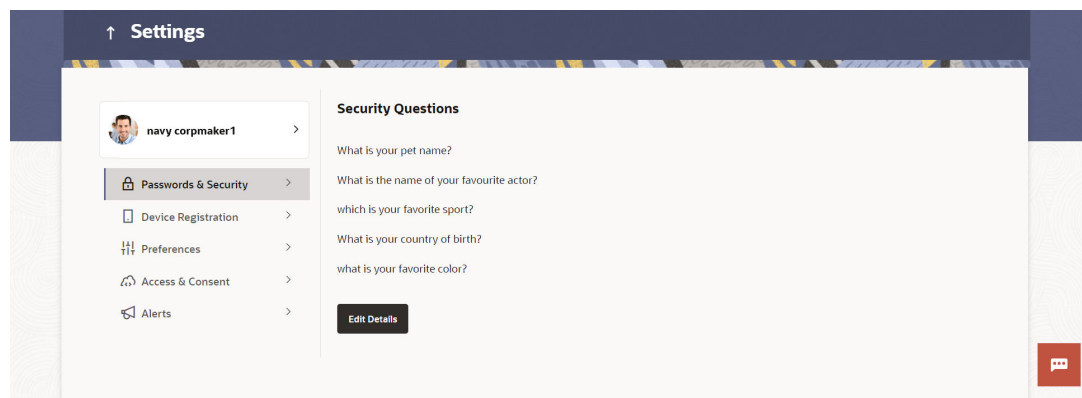 Settings
navy corpmaker1
Passwords & Security
Device Registration
Preferences
Access & Consent
Alerts
Security Questions
What is your pet name?
What is the name of your favourite actor?
which is your favorite sport?
What is your country of birth?
what is your favorite color?
Edit Details